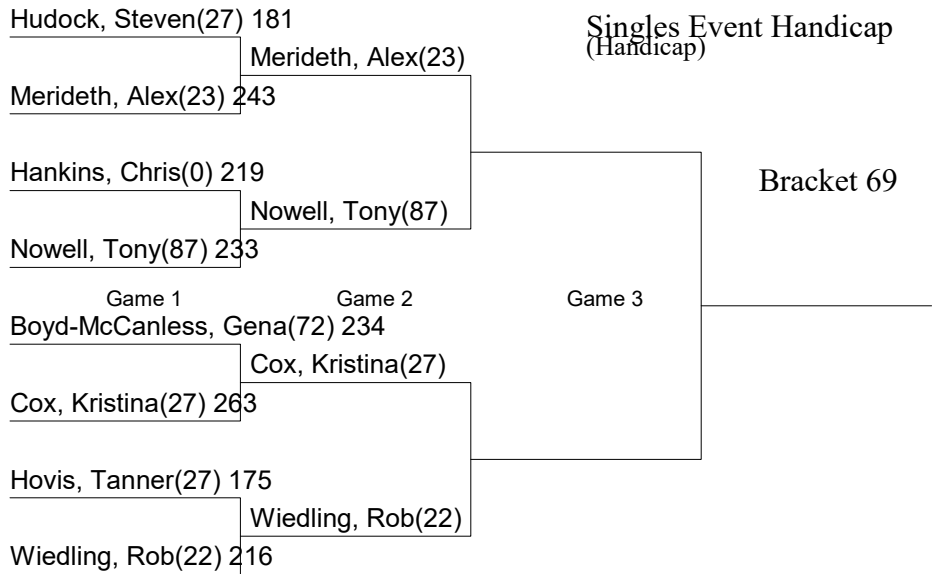 Hudock, Steven(27) 181
Singles Event Handicap
(Handicap)
Merideth, Alex(23)
Merideth, Alex(23) 243
Hankins, Chris(0) 219
Bracket 69
Nowell, Tony(87)
Nowell, Tony(87) 233
Game 1 Game 2 Game 3
Boyd-McCanless, Gena(72) 234
Cox, Kristina(27)
Cox, Kristina(27) 263
Hovis, Tanner(27) 175
Wiedling, Rob(22)
Wiedling, Rob(22) 216